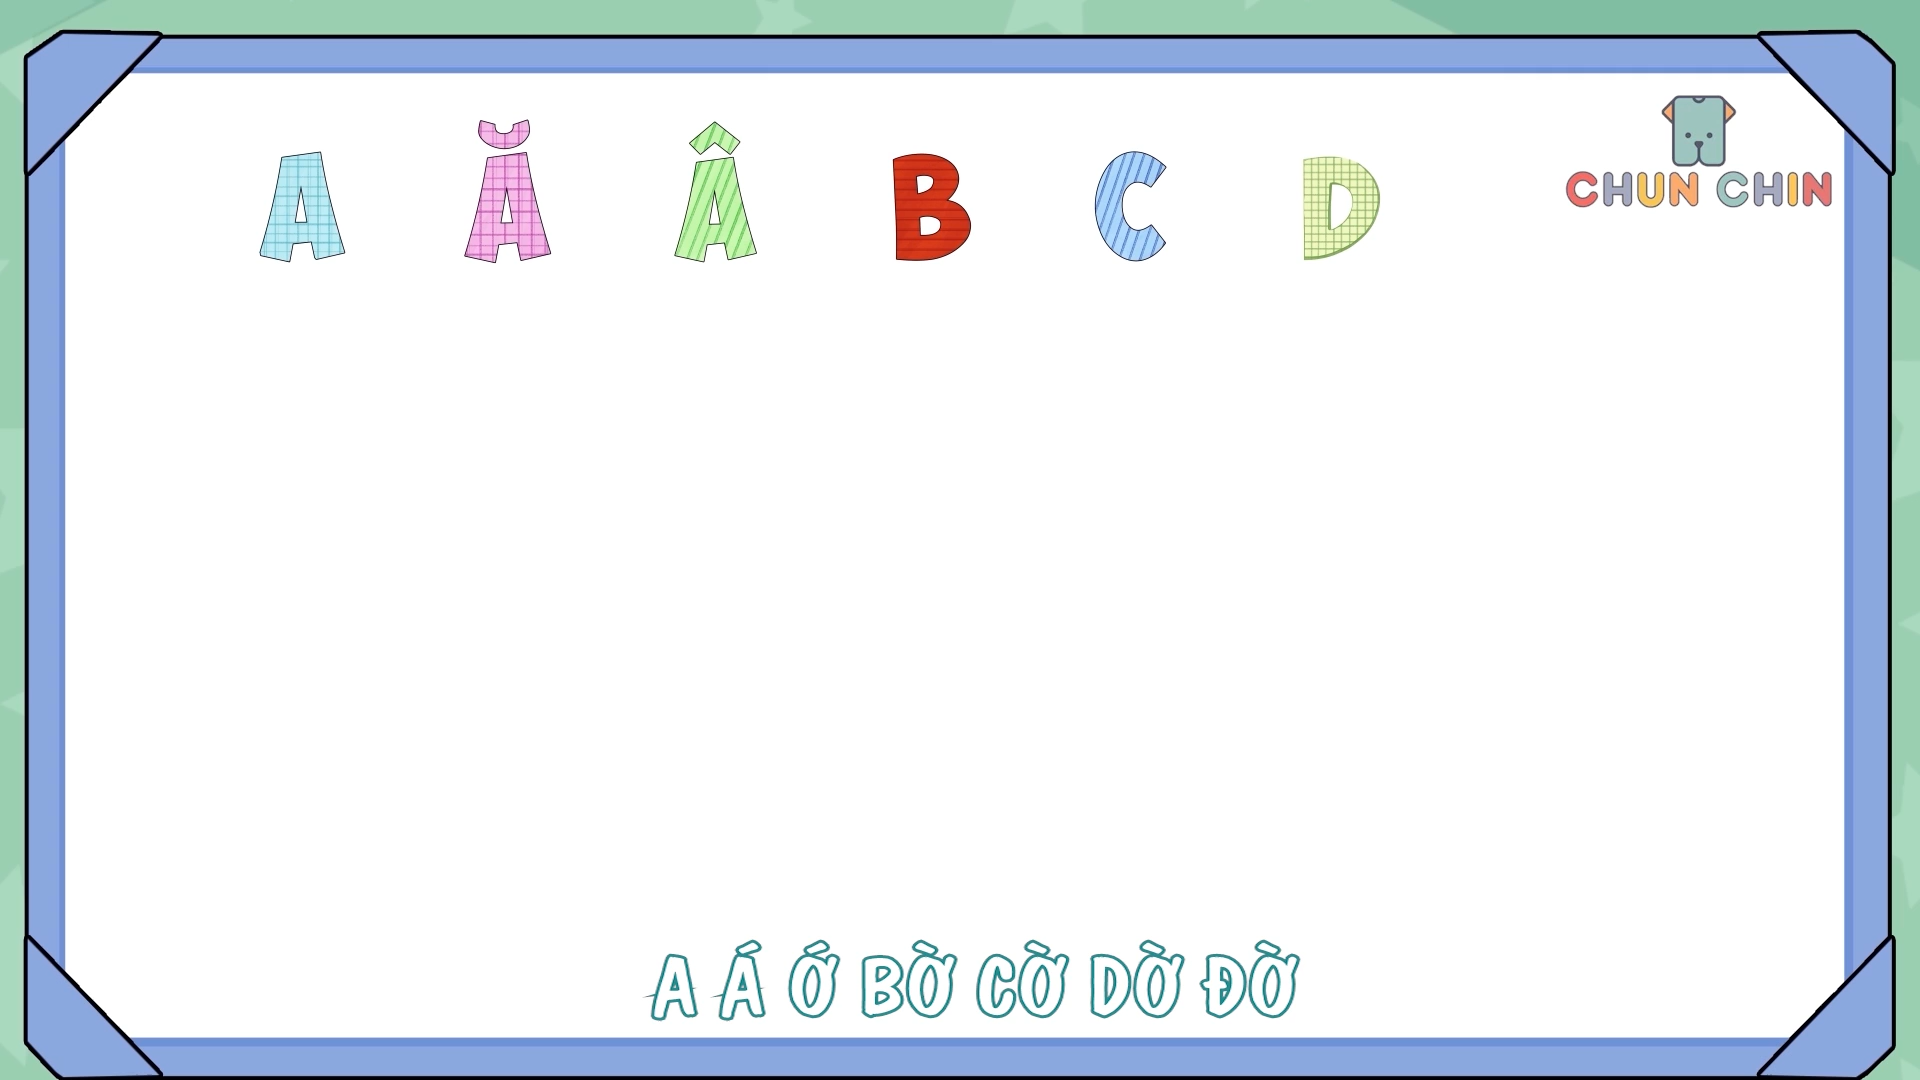 A Ă Â B C D
CHUN CHIN
A Á Ớ BỜ CỜ DỜ ĐỜ